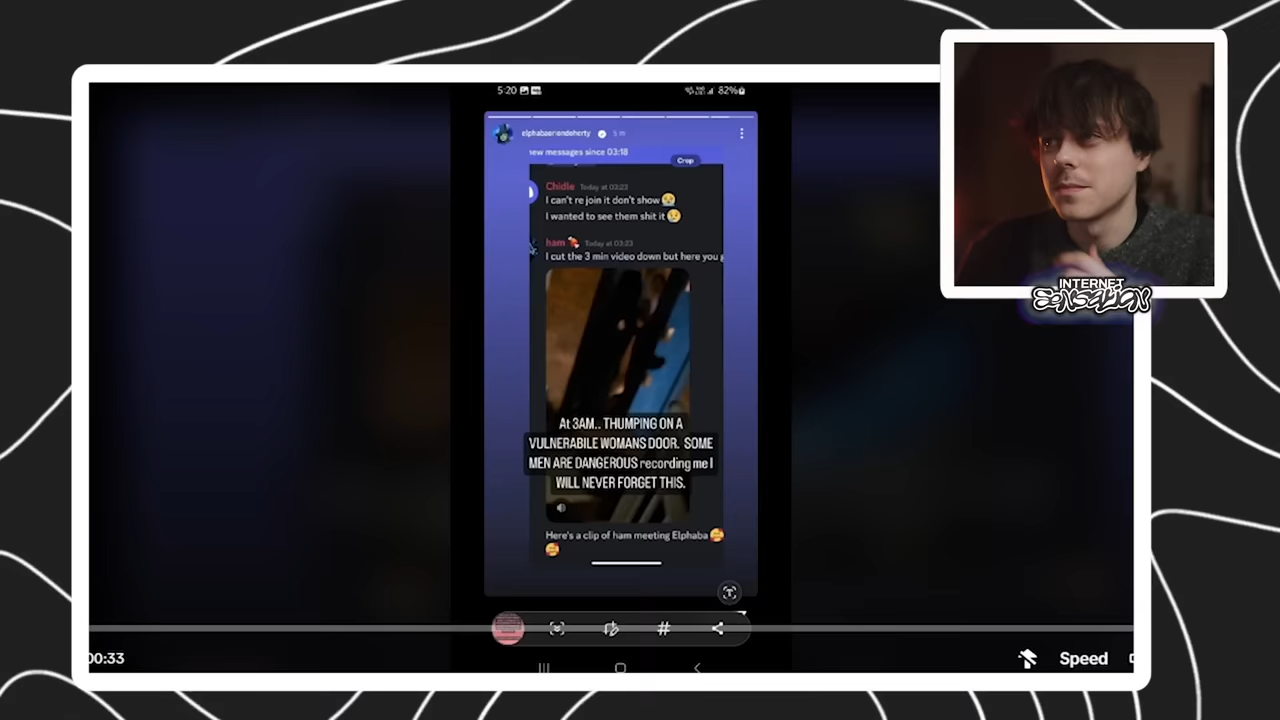 5:20
82%
elphabaoriondoherty
5 m
new messages since 03:18
Crop
Chidle Today at 03:23
I can't re join it don't show
I wanted to see them shit it
ham Today at 03:23
I cut the 3 min video down but here you g
At 3AM.. THUMPING ON A
VULNERABILE WOMANS DOOR. SOME
MEN ARE DANGEROUS recording me I
WILL NEVER FORGET THIS.
Here's a clip of ham meeting Elphaba
00:33
Speed
INTERNET
SENSATION